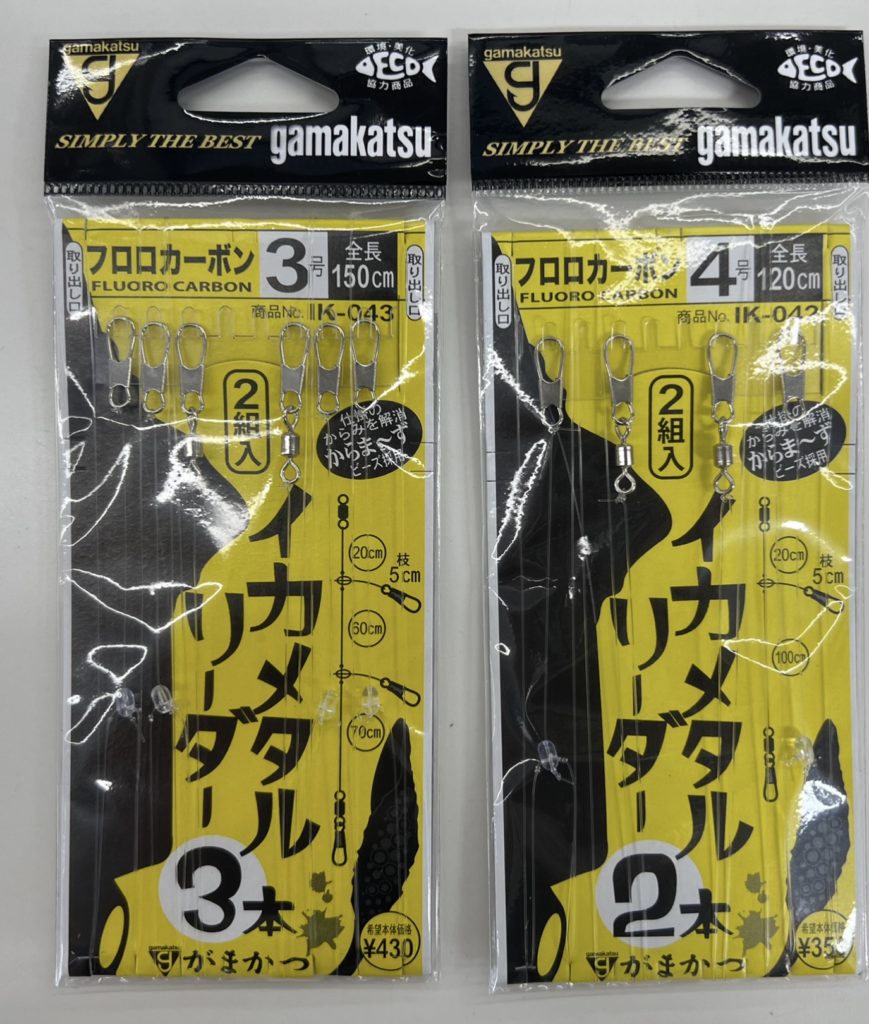 gamakatsu
環境・美化
ECO
協力商品
SIMPLY THE BEST
gamakatsu
取り出し口
フロロカーボン
FLUORO CARBON
3号
全長
150cm
取り出し口
商品No. IK-043
2組入
仕掛の
からみを解消
からま〜ず
ビーズ採用
イカメタル
リーダー
20cm
枝
5cm
60cm
70cm
3本
希望本体価格
¥430
gamakatsu
がまかつ
gamakatsu
環境・美化
ECO
協力商品
SIMPLY THE BEST
gamakatsu
取り出し口
フロロカーボン
FLUORO CARBON
4号
全長
120cm
取り出し口
商品No. IK-042
2組入
仕掛の
からみを解消
からま〜ず
ビーズ採用
イカメタル
リーダー
20cm
枝
5cm
100cm
2本
希望本体価格
gamakatsu
がまかつ